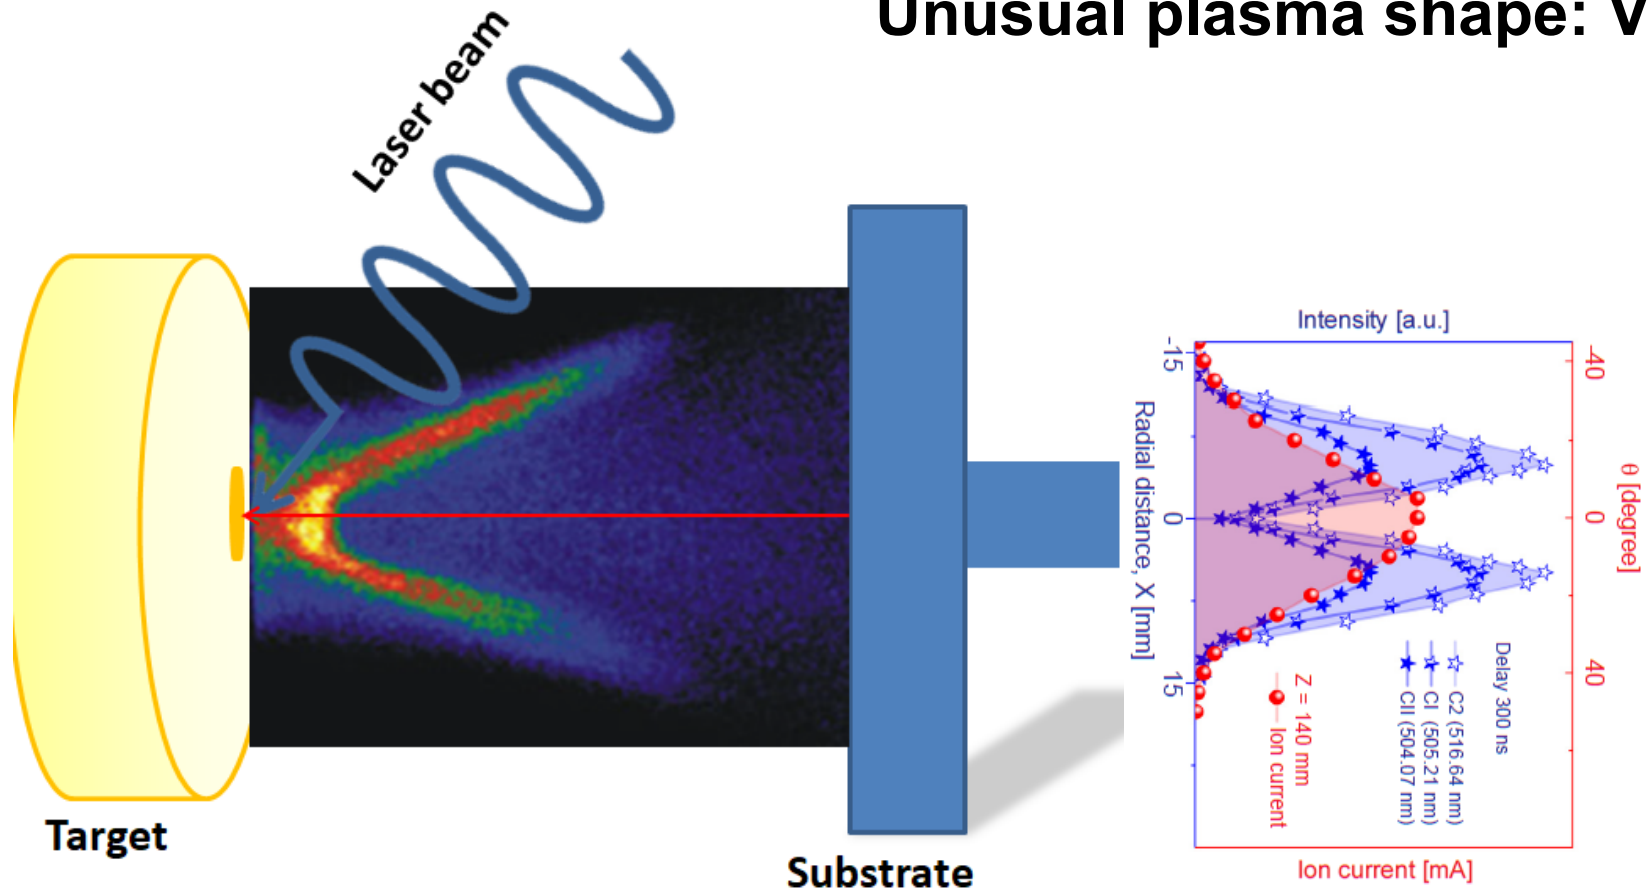 Unusual plasma shape: V
Laser beam
Target
Substrate
Intensity [a.u.]
-15
0
15
Radial distance, X [mm]
-40
0
40
θ [degree]
Delay 300 ns
C2 (516.64 nm)
CI (505.21 nm)
CII (504.07 nm)
Z = 140 mm
Ion current
Ion current [mA]